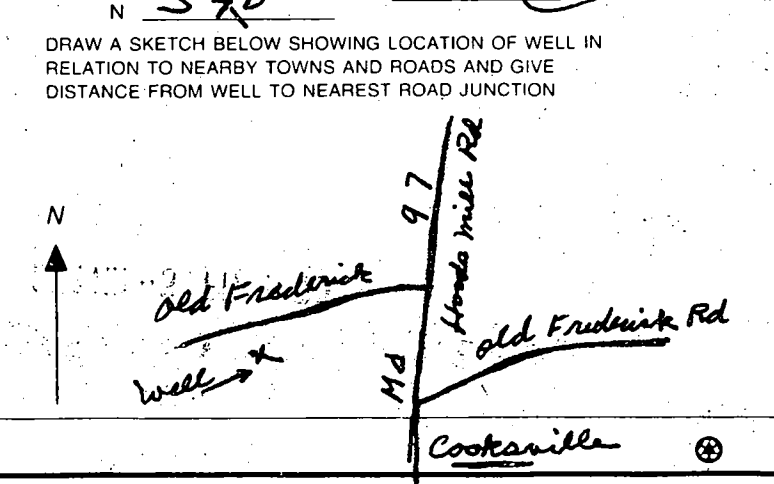 N 570
DRAW A SKETCH BELOW SHOWING LOCATION OF WELL IN
RELATION TO NEARBY TOWNS AND ROADS AND GIVE
DISTANCE FROM WELL TO NEAREST ROAD JUNCTION
N
Md 97
Hoods Mill Rd
old Frederick
old Frederick Rd
Well x
Cooksville